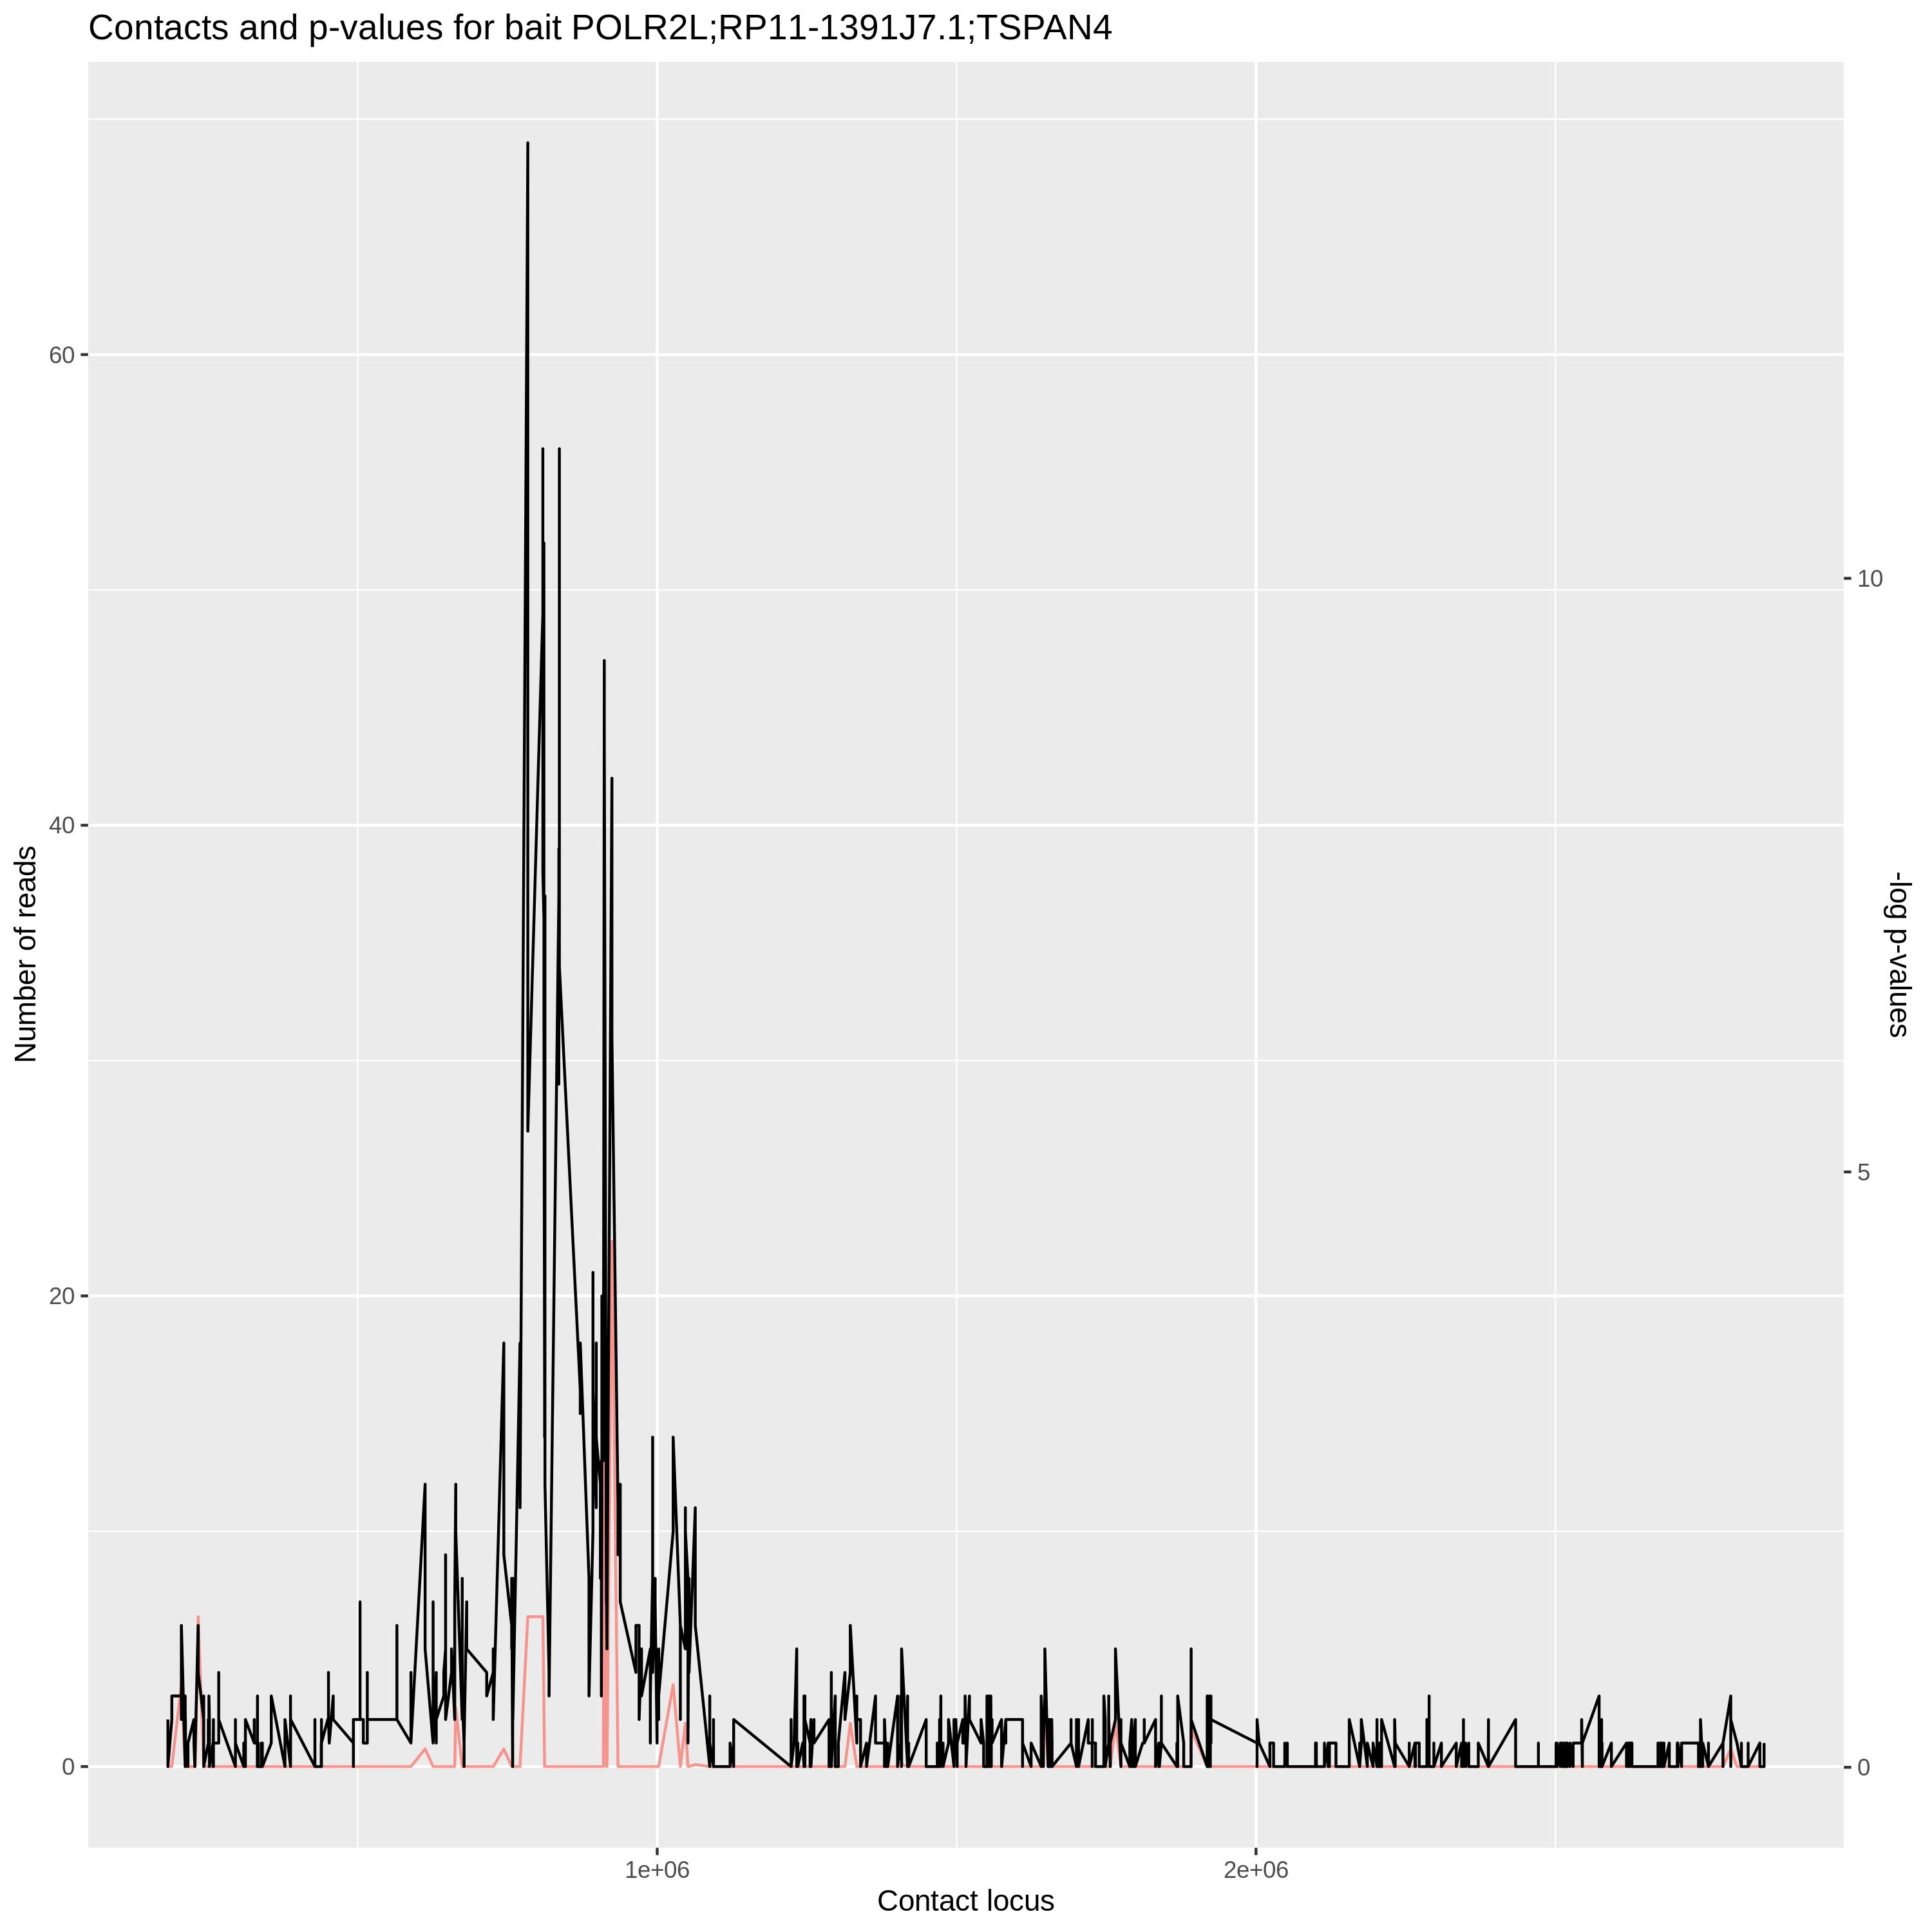 Contacts and p-values for bait POLR2L;RP11-1391J7.1;TSPAN4
60
40
20
0
Number of reads
10
5
0
-log p-values
1e+06
2e+06
Contact locus